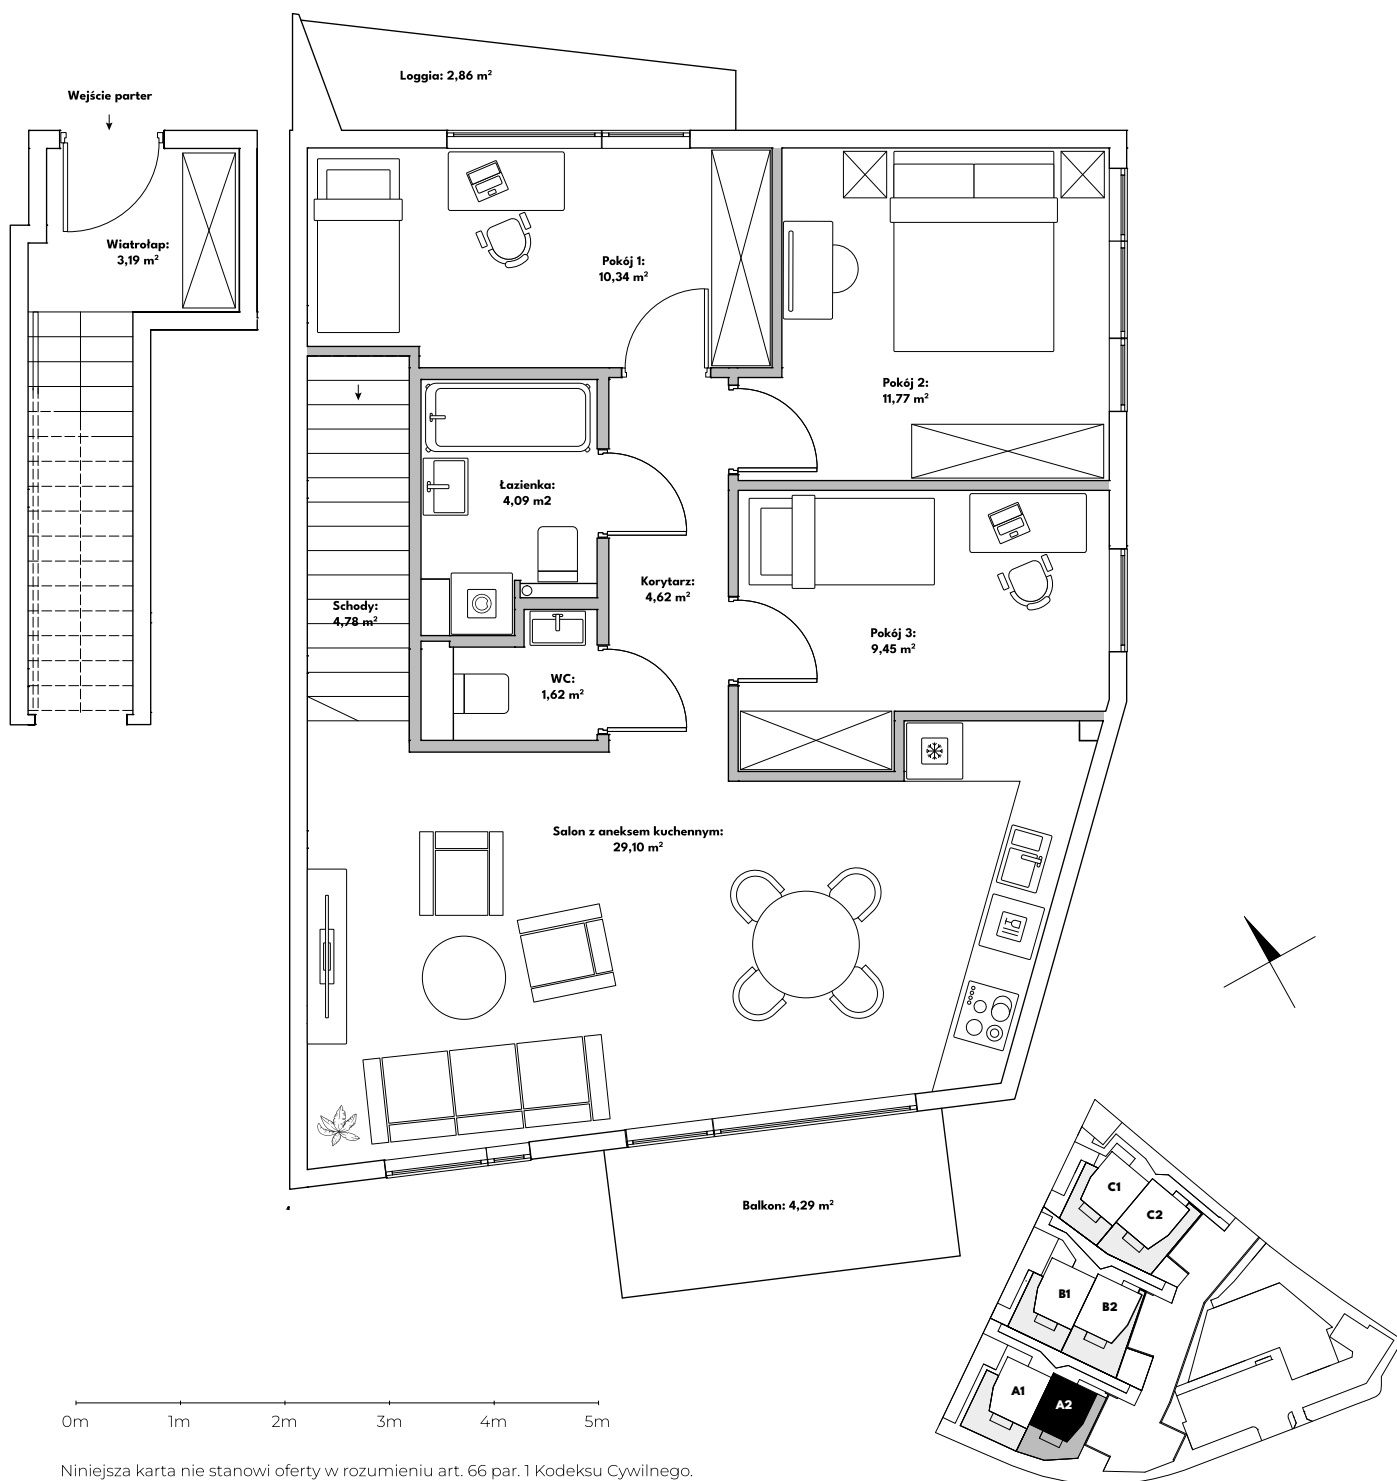 Loggia: 2,86 m²
Wejście parter
Wiatrołap:
3,19 m²
Pokój 1:
10,34 m²
Pokój 2:
11,77 m²
Łazienka:
4,09 m2
Korytarz:
4,62 m²
Schody:
4,78 m²
Pokój 3:
9,45 m²
WC:
1,62 m²
Salon z aneksem kuchennym:
29,10 m²
Balkon: 4,29 m²
C1
C2
B1
B2
A1
A2
0m 1m 2m 3m 4m 5m
Niniejsza karta nie stanowi oferty w rozumieniu art. 66 par. 1 Kodeksu Cywilnego.